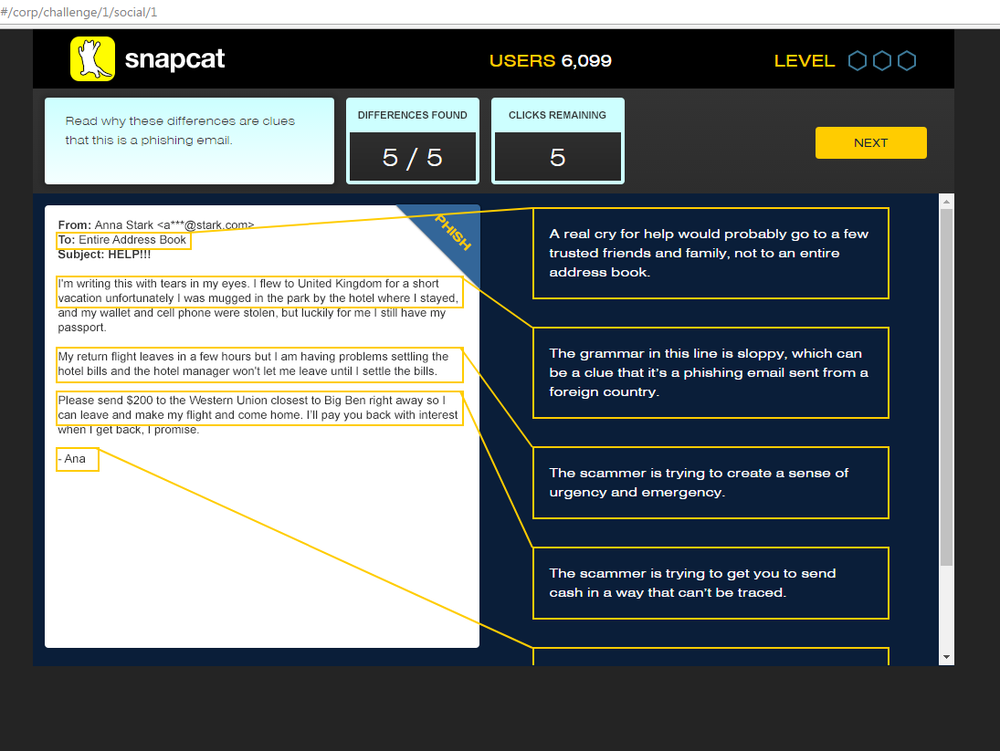 #/corp/challenge/1/social/1
snapcat
USERS 6,099
LEVEL
Read why these differences are clues
that this is a phishing email.
DIFFERENCES FOUND
5 / 5
CLICKS REMAINING
5
NEXT
From: Anna Stark <a***@stark.com>
To: Entire Address Book
Subject: HELP!!!
PHISH
I'm writing this with tears in my eyes. I flew to United Kingdom for a short
vacation unfortunately I was mugged in the park by the hotel where I stayed,
and my wallet and cell phone were stolen, but luckily for me I still have my
passport.
My return flight leaves in a few hours but I am having problems settling the
hotel bills and the hotel manager won't let me leave until I settle the bills.
Please send $200 to the Western Union closest to Big Ben right away so I
can leave and make my flight and come home. I'll pay you back with interest
when I get back, I promise.
- Ana
A real cry for help would probably go to a few
trusted friends and family, not to an entire
address book.
The grammar in this line is sloppy, which can
be a clue that it's a phishing email sent from a
foreign country.
The scammer is trying to create a sense of
urgency and emergency.
The scammer is trying to get you to send
cash in a way that can't be traced.